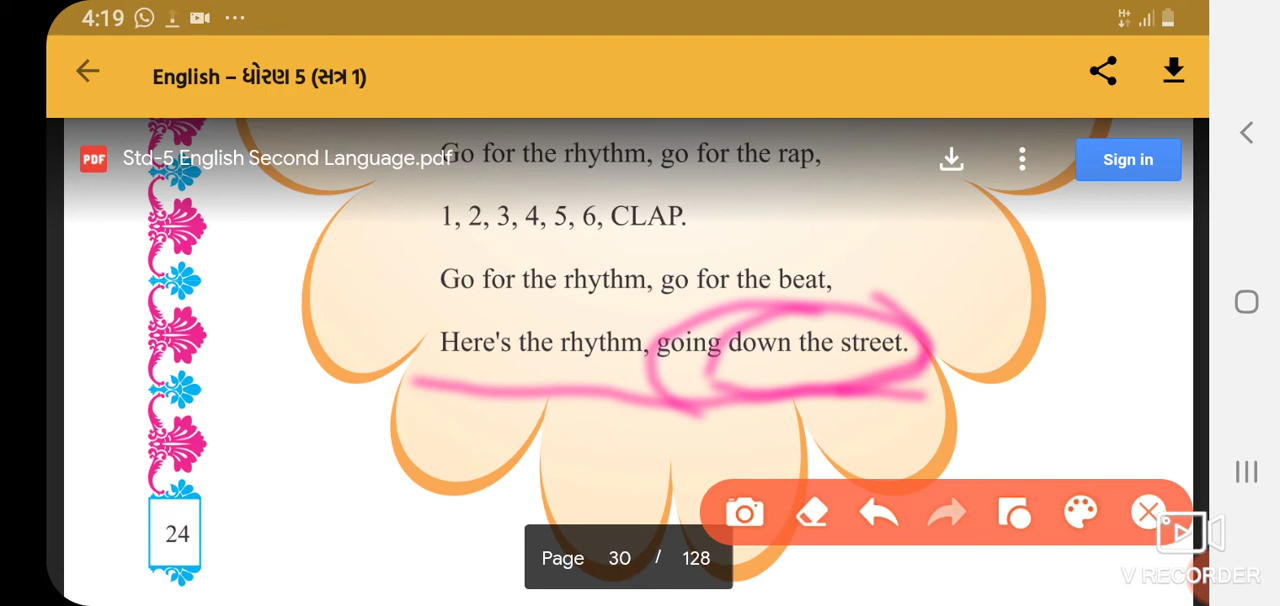 4:19
H+
English – ધોરણ 5 (સત્ર 1)
PDF Std-5 English Second Language.pdf
Sign in
Go for the rhythm, go for the rap,
1, 2, 3, 4, 5, 6, CLAP.
Go for the rhythm, go for the beat,
Here's the rhythm, going down the street.
24
Page 30 / 128
V RECORDER